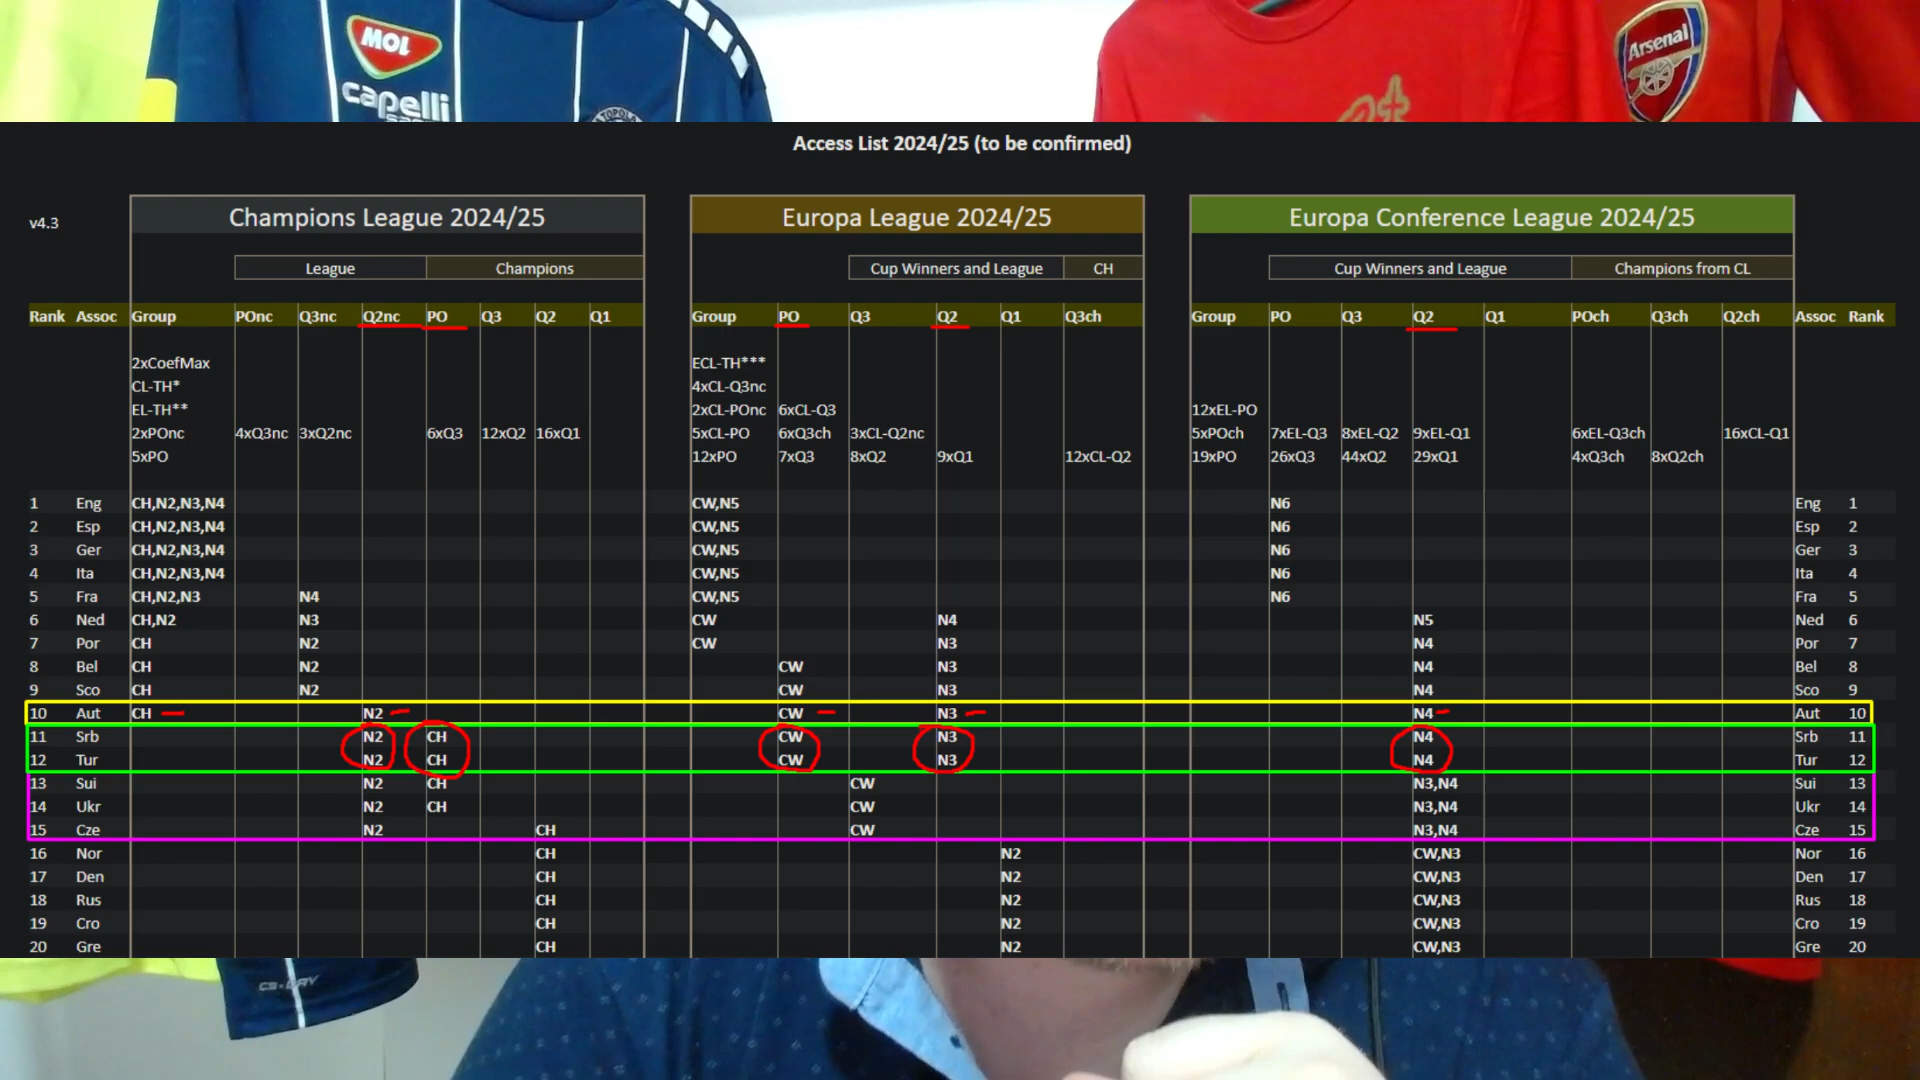 MOL
capelli
TOPOLA
Arsenal
Access List 2024/25 (to be confirmed)
v4.3 Champions League 2024/25 Europa League 2024/25 Europa Conference League 2024/25
League Champions Cup Winners and League CH Cup Winners and League Champions from CL
Rank Assoc Group POnc Q3nc Q2nc PO Q3 Q2 Q1 Group PO Q3 Q2 Q1 Q3ch Group PO Q3 Q2 Q1 POch Q3ch Q2ch Assoc Rank
2xCoefMax ECL-TH***
CL-TH* 4xCL-Q3nc
EL-TH** 2xCL-POnc 6xCL-Q3 12xEL-PO
2xPOnc 4xQ3nc 3xQ2nc 6xQ3 12xQ2 16xQ1 5xCL-PO 6xQ3ch 3xCL-Q2nc 5xPOch 7xEL-Q3 8xEL-Q2 9xEL-Q1 6xEL-Q3ch 16xCL-Q1
5xPO 12xPO 7xQ3 8xQ2 9xQ1 12xCL-Q2 19xPO 26xQ3 44xQ2 29xQ1 4xQ3ch 8xQ2ch
1 Eng CH,N2,N3,N4 CW,N5 N6 Eng 1
2 Esp CH,N2,N3,N4 CW,N5 N6 Esp 2
3 Ger CH,N2,N3,N4 CW,N5 N6 Ger 3
4 Ita CH,N2,N3,N4 CW,N5 N6 Ita 4
5 Fra CH,N2,N3 N4 CW,N5 N6 Fra 5
6 Ned CH,N2 N3 CW N4 N5 Ned 6
7 Por CH N2 CW N3 N4 Por 7
8 Bel CH N2 CW N3 N4 Bel 8
9 Sco CH N2 CW N3 N4 Sco 9
10 Aut CH N2 CW N3 N4 Aut 10
11 Srb N2 CH CW N3 N4 Srb 11
12 Tur N2 CH CW N3 N4 Tur 12
13 Sui N2 CH CW N3,N4 Sui 13
14 Ukr N2 CH CW N3,N4 Ukr 14
15 Cze N2 CH CW N3,N4 Cze 15
16 Nor CH N2 CW,N3 Nor 16
17 Den CH N2 CW,N3 Den 17
18 Rus CH N2 CW,N3 Rus 18
19 Cro CH N2 CW,N3 Cro 19
20 Gre CH N2 CW,N3 Gre 20
CS-DRY